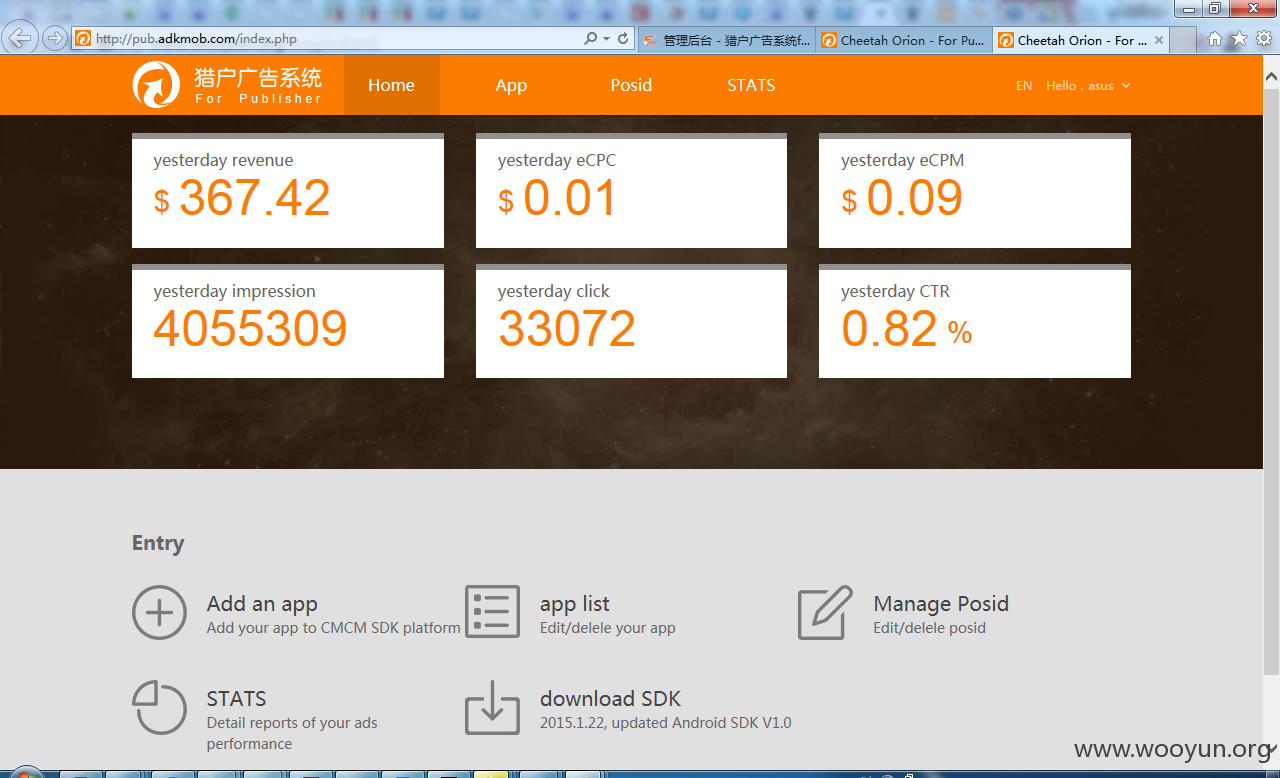 http://pub.adkmob.com/index.php
管理后台 - 猎户广告系统f...
Cheetah Orion - For Pu...
Cheetah Orion - For ...
猎户广告系统
For Publisher
Home
App
Posid
STATS
EN
Hello，asus
yesterday revenue
$ 367.42
yesterday eCPC
$ 0.01
yesterday eCPM
$ 0.09
yesterday impression
4055309
yesterday click
33072
yesterday CTR
0.82 %
Entry
Add an app
Add your app to CMCM SDK platform
app list
Edit/delele your app
Manage Posid
Edit/delele posid
STATS
Detail reports of your ads
performance
download SDK
2015.1.22, updated Android SDK V1.0
www.wooyun.org